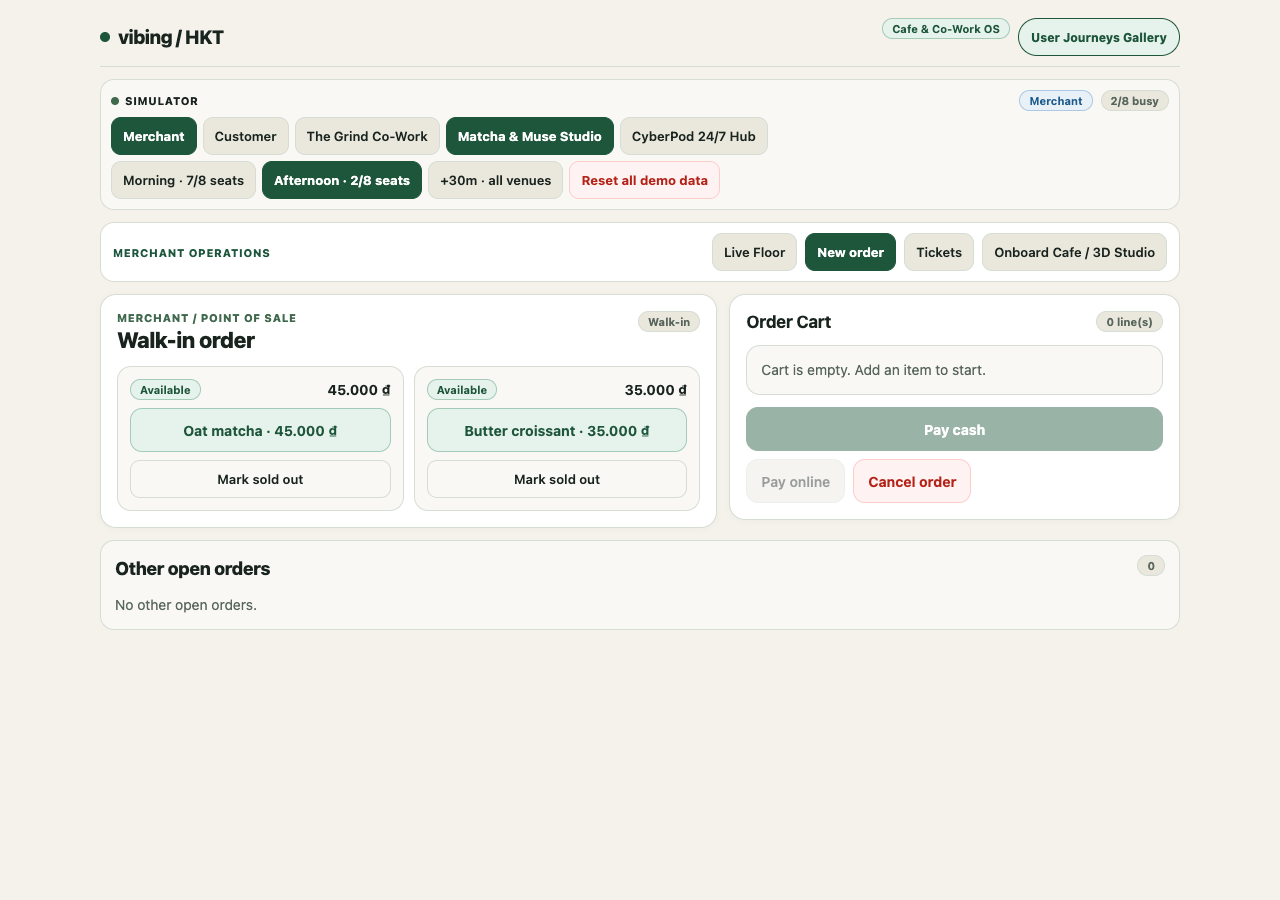 vibing / HKT
Cafe & Co-Work OS
User Journeys Gallery
SIMULATOR
Merchant
2/8 busy
Merchant
Customer
The Grind Co-Work
Matcha & Muse Studio
CyberPod 24/7 Hub
Morning · 7/8 seats
Afternoon · 2/8 seats
+30m · all venues
Reset all demo data
MERCHANT OPERATIONS
Live Floor
New order
Tickets
Onboard Cafe / 3D Studio
MERCHANT / POINT OF SALE
Walk-in order
Walk-in
Available
45.000 ₫
Oat matcha · 45.000 ₫
Mark sold out
Available
35.000 ₫
Butter croissant · 35.000 ₫
Mark sold out
Order Cart
0 line(s)
Cart is empty. Add an item to start.
Pay cash
Pay online
Cancel order
Other open orders
0
No other open orders.